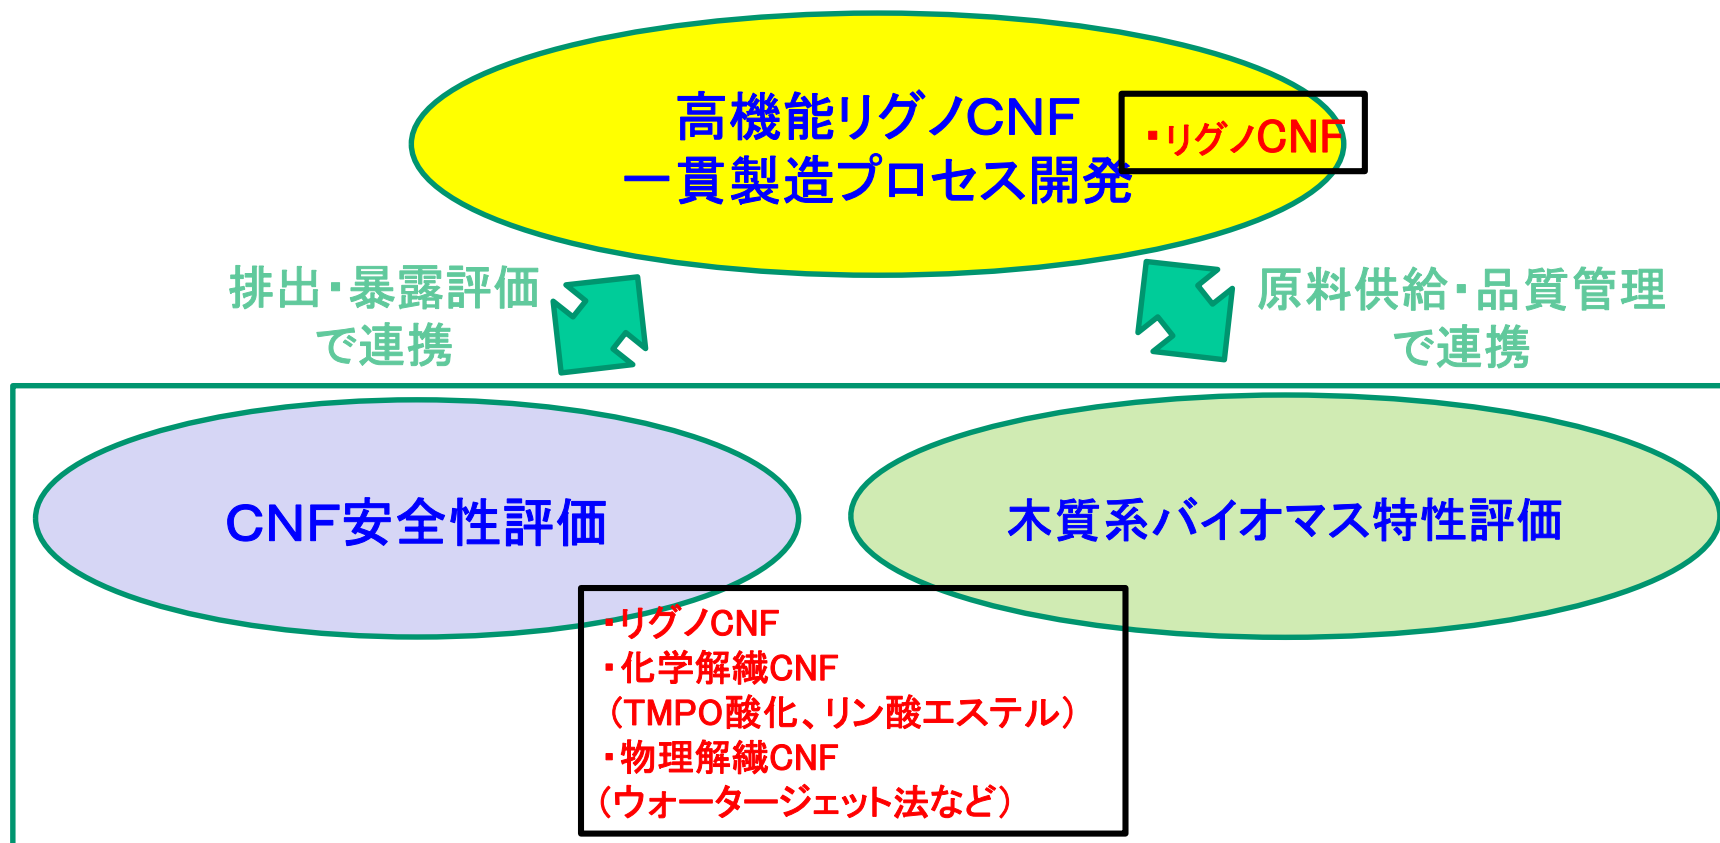 高機能リグノCNF
一貫製造プロセス開発
・リグノCNF
排出・暴露評価
で連携
原料供給・品質管理
で連携
CNF安全性評価
木質系バイオマス特性評価
・リグノCNF
・化学解繊CNF
（TMPO酸化、リン酸エステル）
・物理解繊CNF
（ウォータージェット法など）